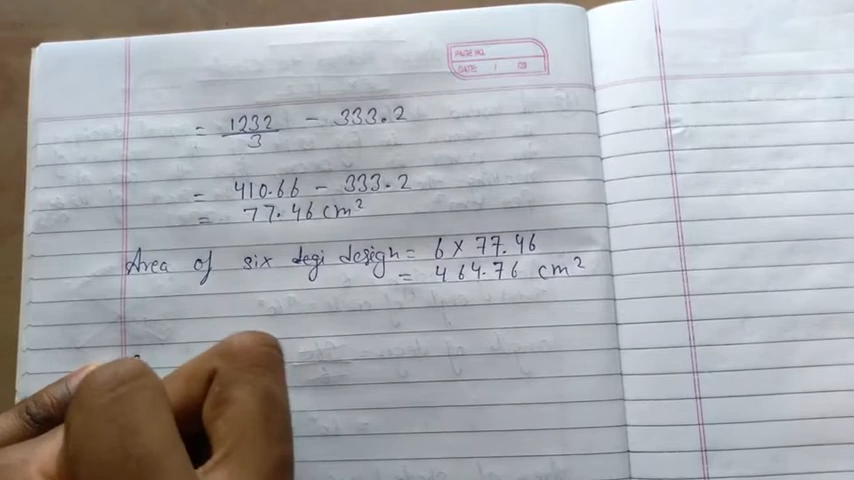 PAGE NO.
DATE: / /20
= 1232/3 - 333.2
= 410.66 - 333.2
= 77.46 cm²
Area of six degi design = 6 x 77.46
= 464.76 cm²